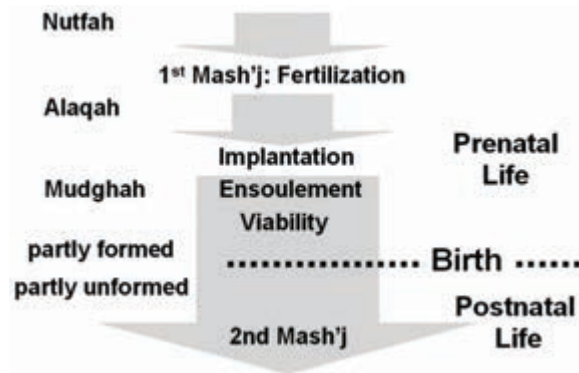 Nutfah
1st Mash'j: Fertilization
Alaqah
Implantation
Prenatal
Life
Mudghah
Ensoulement
Viability
partly formed
Birth
partly unformed
Postnatal
Life
2nd Mash'j